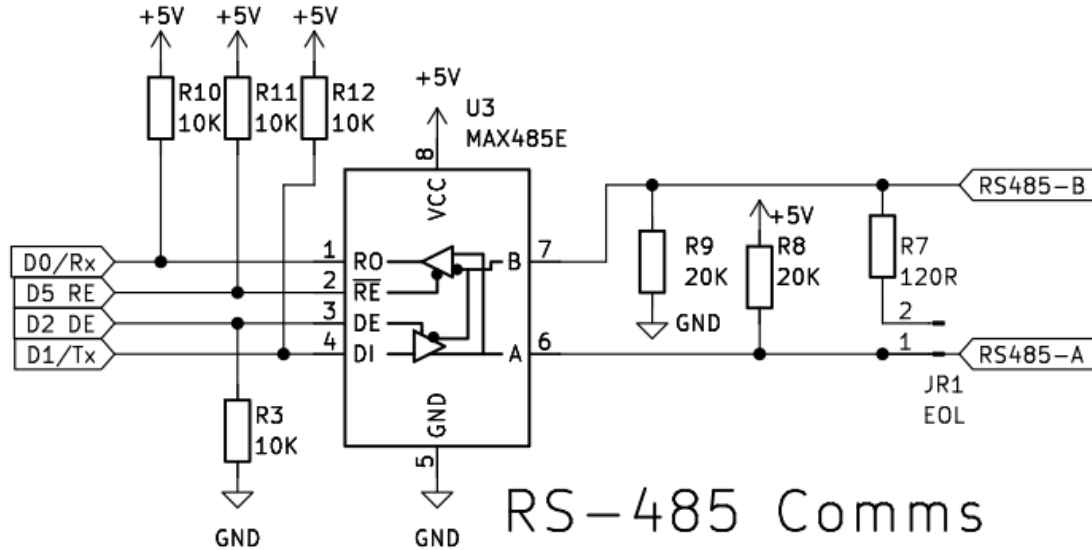 +5V
+5V
+5V
R10
10K
R11
10K
R12
10K
+5V
U3
MAX485E
8
VCC
D0/Rx
D5 RE
D2 DE
D1/Tx
1
RO
2
RE
3
DE
4
DI
B
7
A
6
GND
5
R3
10K
GND
GND
R9
20K
GND
+5V
R8
20K
R7
120R
2
1
JR1
EOL
RS485-B
RS485-A
RS-485 Comms